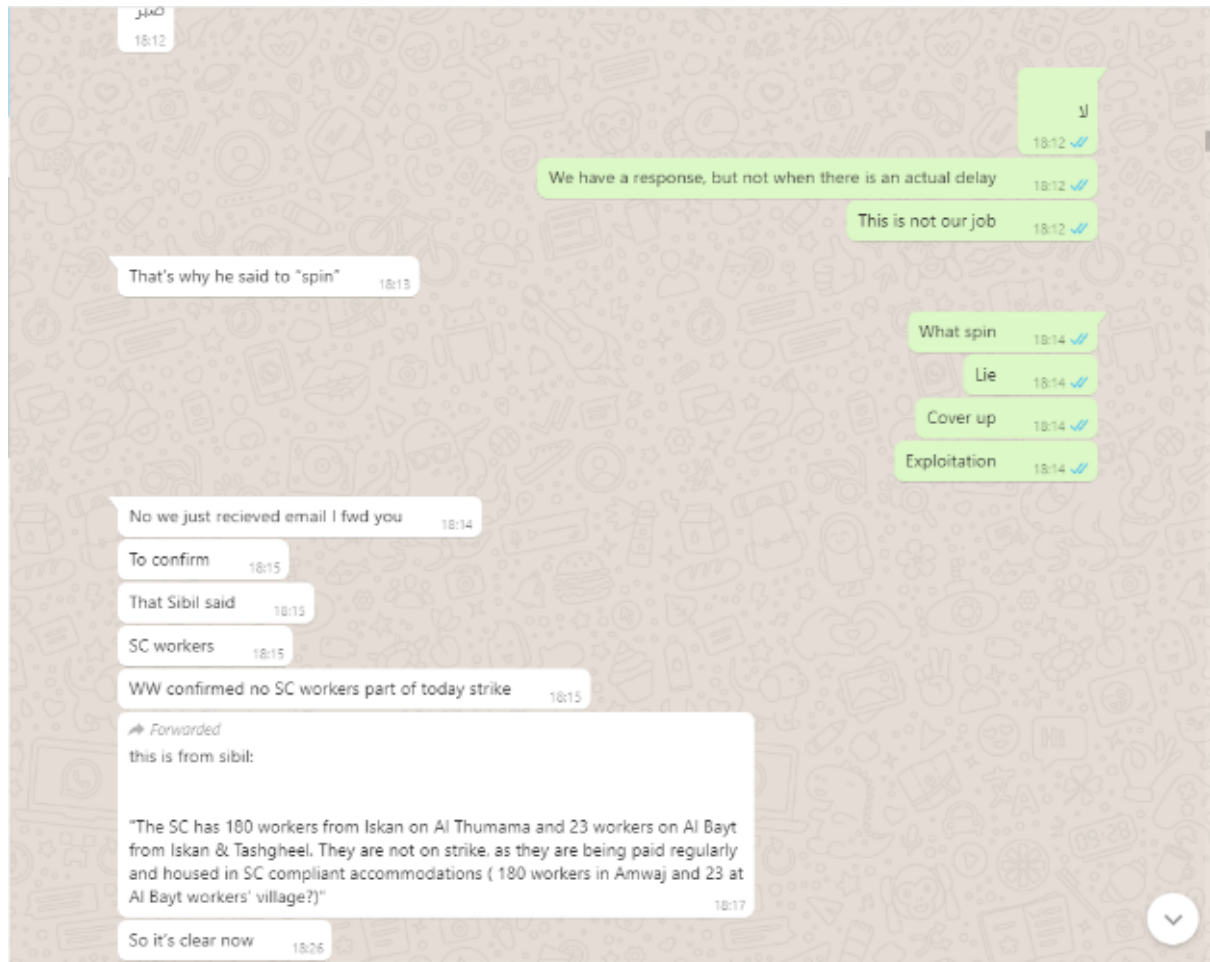 صبر
18:12
لا
18:12
We have a response, but not when there is an actual delay 18:12
This is not our job 18:12
That's why he said to "spin" 18:13
What spin 18:14
Lie 18:14
Cover up 18:14
Exploitation 18:14
No we just recieved email I fwd you 18:14
To confirm 18:15
That Sibil said 18:15
SC workers 18:15
WW confirmed no SC workers part of today strike 18:15
Forwarded
this is from sibil:
"The SC has 180 workers from Iskan on Al Thumama and 23 workers on Al Bayt
from Iskan & Tashgheel. They are not on strike, as they are being paid regularly
and housed in SC compliant accommodations ( 180 workers in Amwaj and 23 at
Al Bayt workers' village?)"
18:17
So it's clear now 18:26